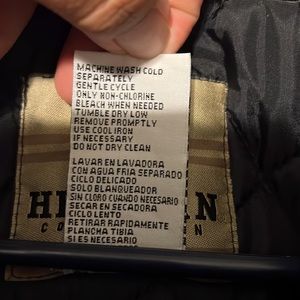 MACHINE WASH COLD
SEPARATELY
GENTLE CYCLE
ONLY NON-CHLORINE
BLEACH WHEN NEEDED
TUMBLE DRY LOW
REMOVE PROMPTLY
USE COOL IRON
IF NECESSARY
DO NOT DRY CLEAN
LAVAR EN LAVADORA
CON AGUA FRIA SEPARADO
CICLO DELICADO
SOLO BLANQUEADOR
SIN CLORO CUANDO NECESARIO
SECAR EN SECADORA
CICLO LENTO
RETIRAR RAPIDAMENTE
PLANCHA TIBIA
SI ES NECESARIO